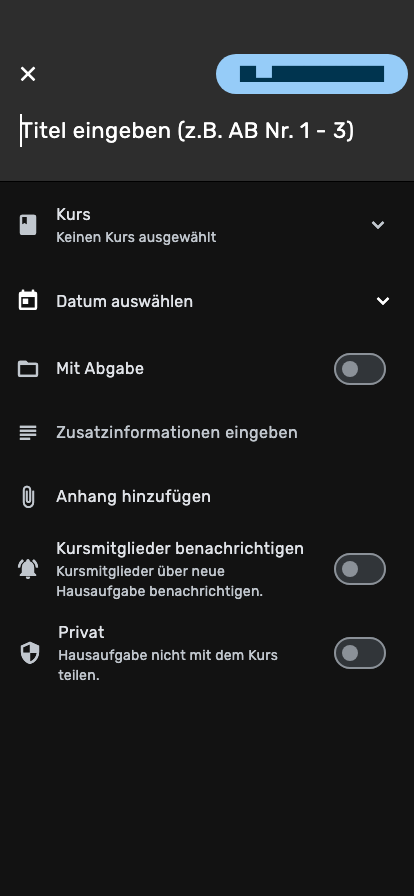 Titel eingeben (z.B. AB Nr. 1 - 3)
Kurs
Keinen Kurs ausgewählt
Datum auswählen
Mit Abgabe
Zusatzinformationen eingeben
Anhang hinzufügen
Kursmitglieder benachrichtigen
Kursmitglieder über neue
Hausaufgabe benachrichtigen.
Privat
Hausaufgabe nicht mit dem Kurs
teilen.